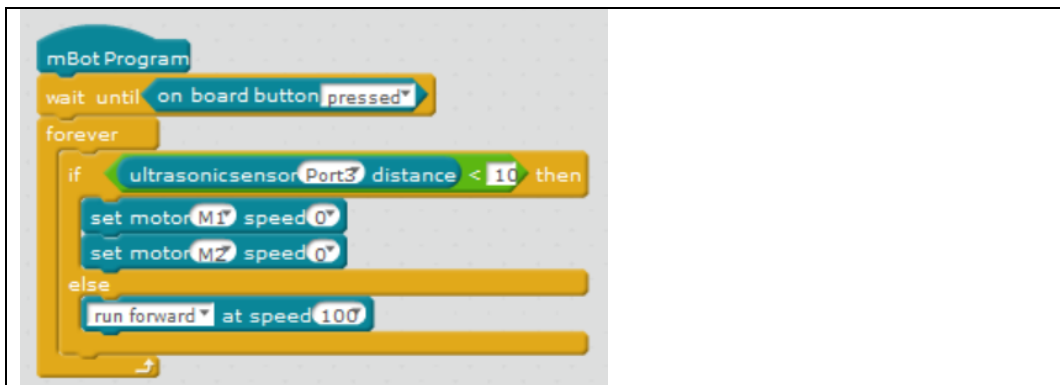 mBot Program
wait until on board button pressed
forever
if ultrasonicsensor Port3 distance < 10 then
set motor M1 speed 0
set motor M2 speed 0
else
run forward at speed 100